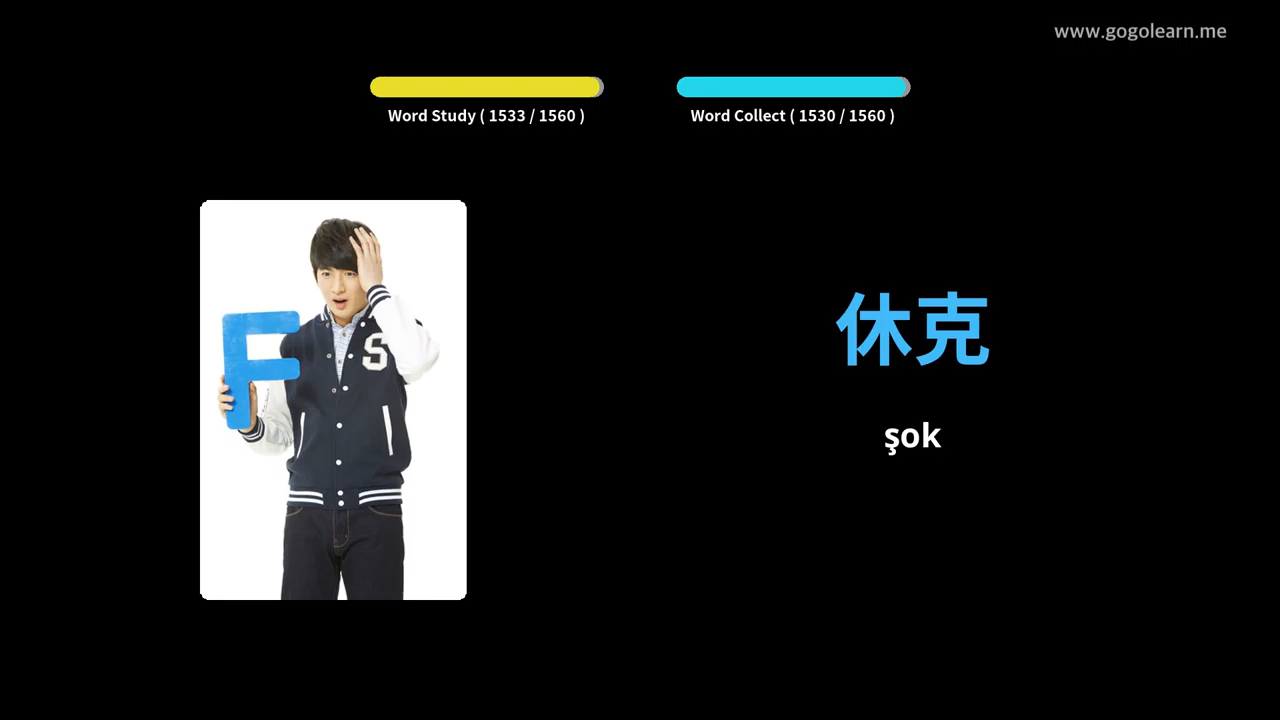 www.gogolearn.me
Word Study ( 1533 / 1560 )
Word Collect ( 1530 / 1560 )
F
S
休克
şok